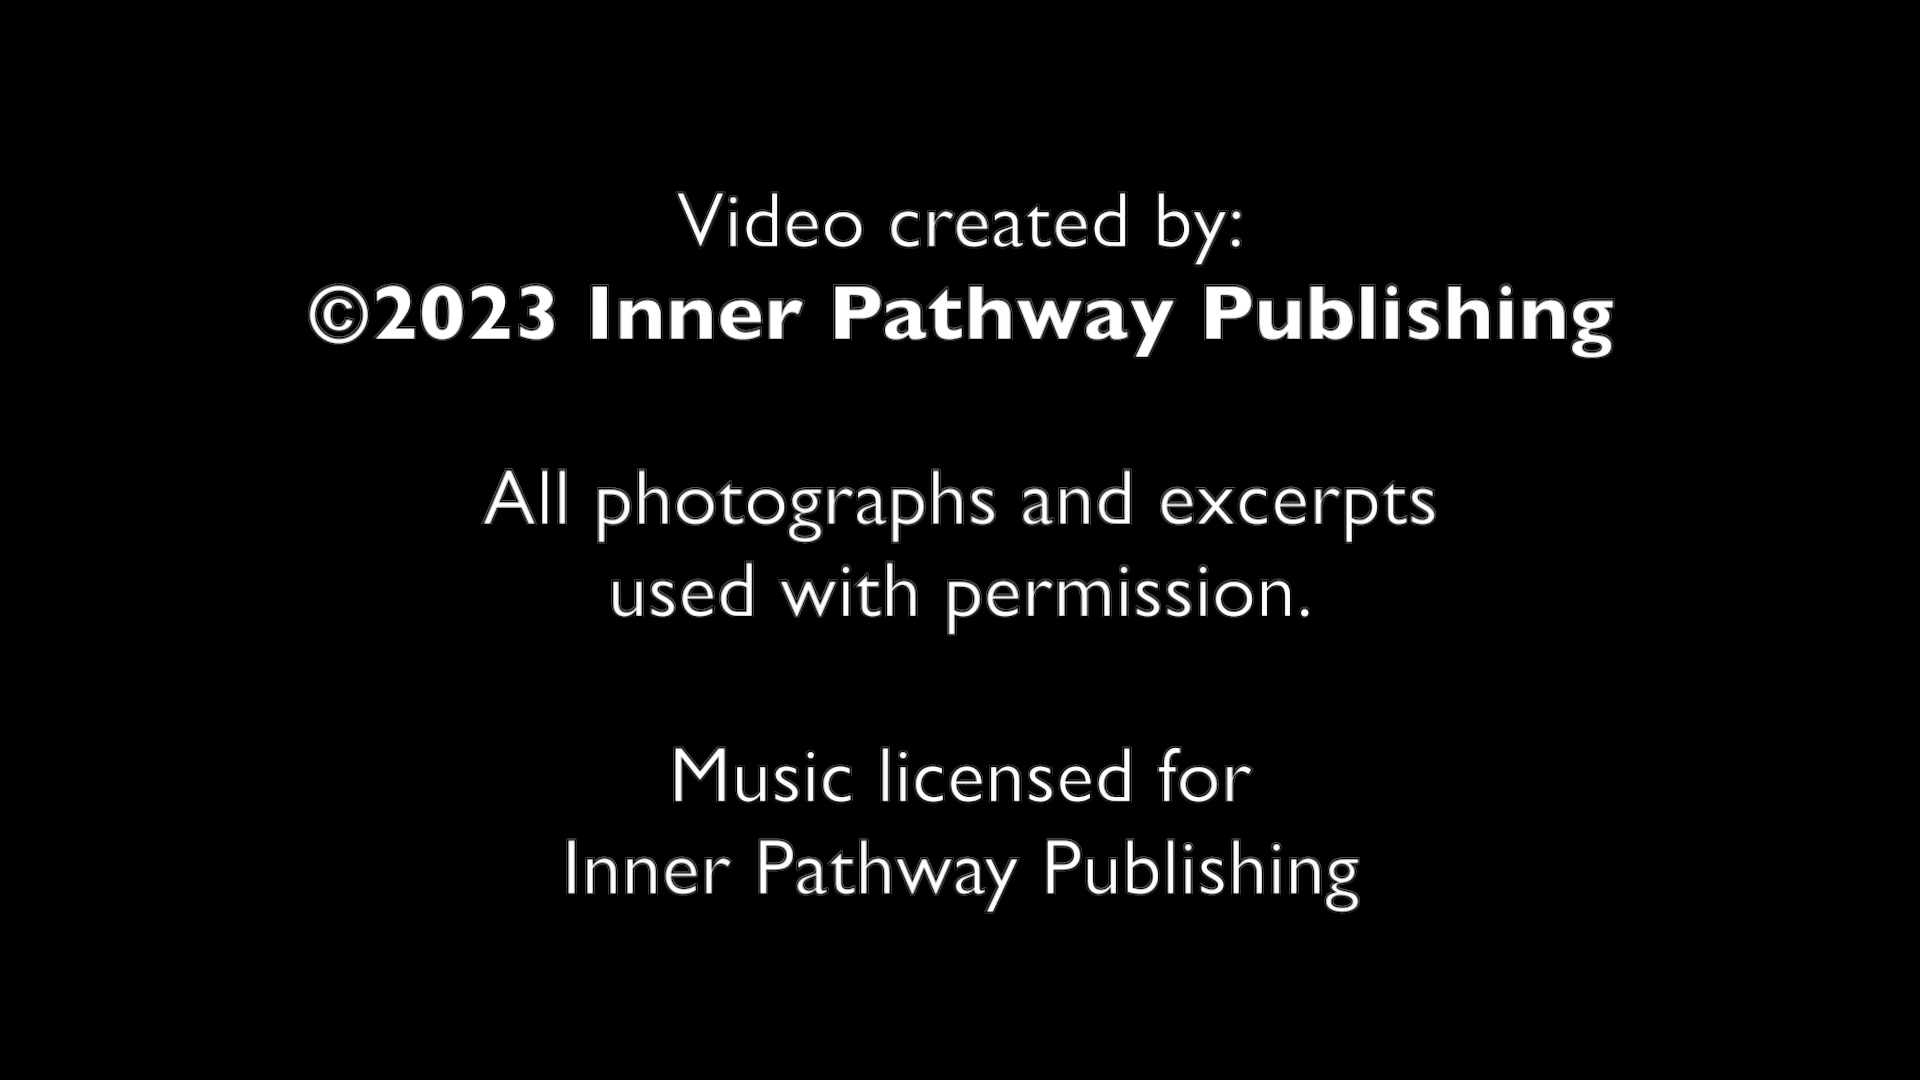 Video created by:
©2023 Inner Pathway Publishing
All photographs and excerpts
used with permission.
Music licensed for
Inner Pathway Publishing